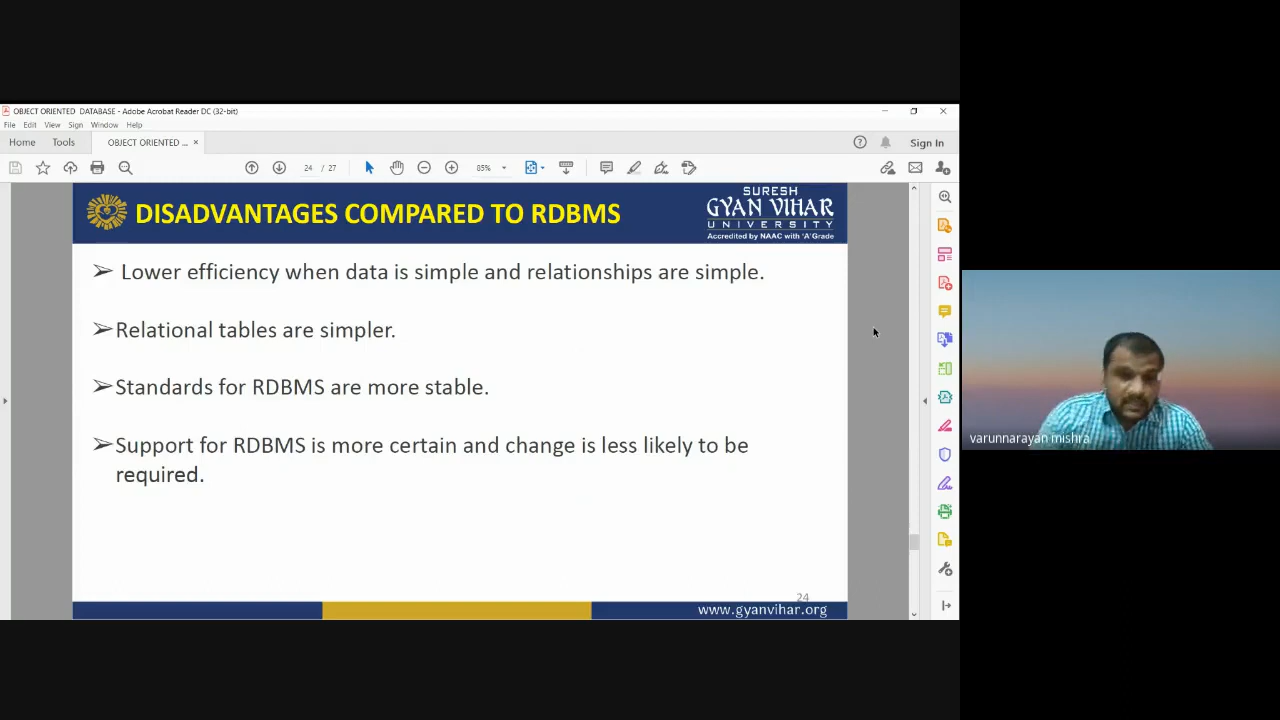 OBJECT ORIENTED DATABASE - Adobe Acrobat Reader DC (32-bit)
File Edit View Sign Window Help
Home Tools OBJECT ORIENTED ... × Sign In
24 / 27 85%
DISADVANTAGES COMPARED TO RDBMS
SURESH
GYAN VIHAR
UNIVERSITY
Accredited by NAAC with 'A' Grade
➢ Lower efficiency when data is simple and relationships are simple.
➢ Relational tables are simpler.
➢ Standards for RDBMS are more stable.
➢ Support for RDBMS is more certain and change is less likely to be
required.
varunnarayan mishra
24
www.gyanvihar.org